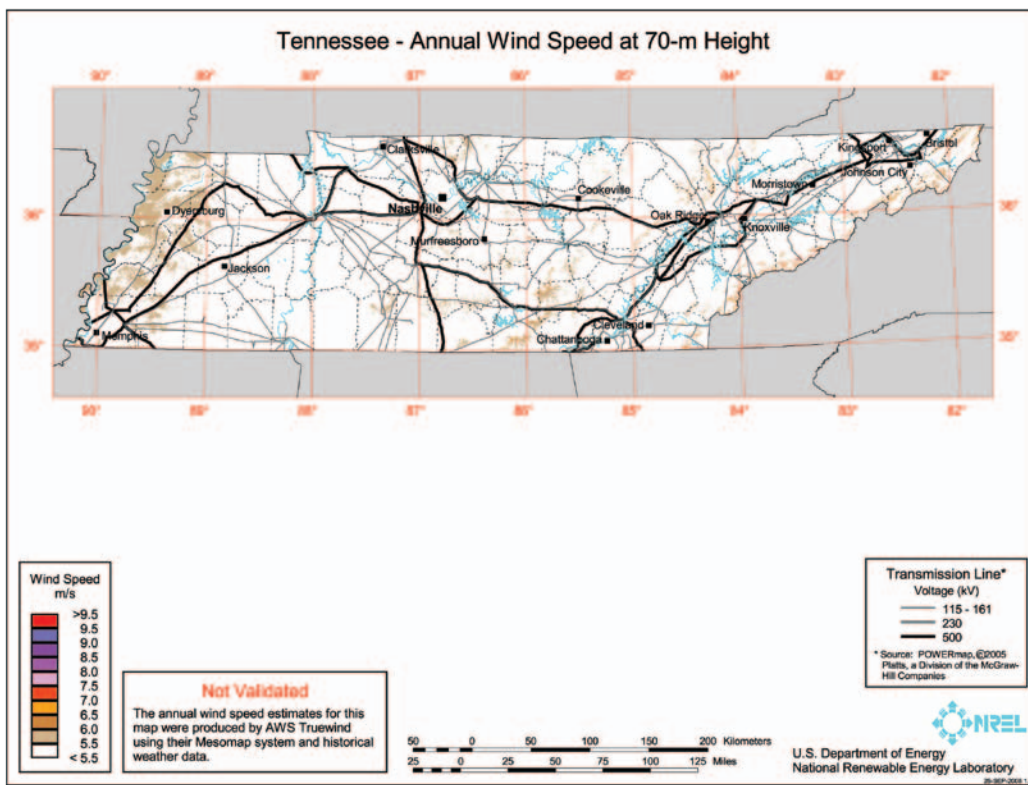 Tennessee - Annual Wind Speed at 70-m Height
90° 89° 88° 87° 86° 85° 84° 83° 82°
Clarksville
Kingsport
Bristol
Johnson City
Morristown
Cookeville
Nashville
Oak Ridge
36°
36°
Dyersburg
Knoxville
Murfreesboro
Jackson
Cleveland
Memphis
Chattanooga
35°
35°
90° 89° 88° 87° 86° 85° 84° 83° 82°
Wind Speed
m/s
>9.5
9.5
9.0
8.5
8.0
7.5
7.0
6.5
6.0
5.5
< 5.5
Not Validated
The annual wind speed estimates for this
map were produced by AWS Truewind
using their Mesomap system and historical
weather data.
50 0 50 100 150 200 Kilometers
25 0 25 50 75 100 125 Miles
Transmission Line*
Voltage (kV)
115 - 161
230
500
* Source: POWERmap, ©2005
Platts, a Division of the McGraw-
Hill Companies
NREL
U.S. Department of Energy
National Renewable Energy Laboratory